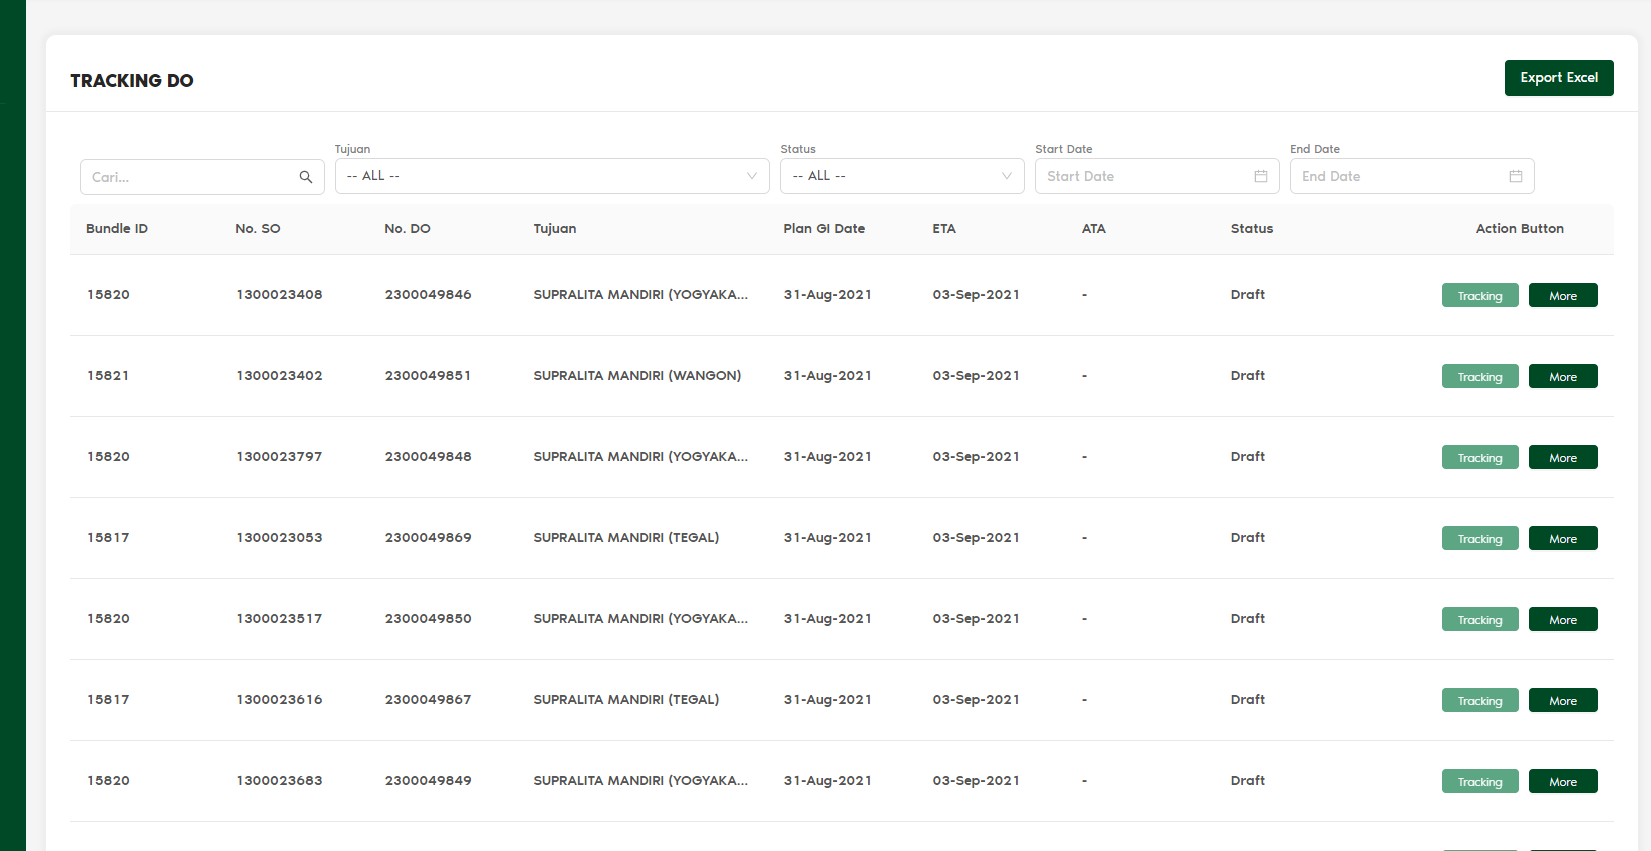 TRACKING DO
Export Excel
Tujuan Status Start Date End Date
Cari... -- ALL -- -- ALL -- Start Date End Date
Bundle ID No. SO No. DO Tujuan Plan GI Date ETA ATA Status Action Button
15820 1300023408 2300049846 SUPRALITA MANDIRI (YOGYAKA... 31-Aug-2021 03-Sep-2021 - Draft Tracking More
15821 1300023402 2300049851 SUPRALITA MANDIRI (WANGON) 31-Aug-2021 03-Sep-2021 - Draft Tracking More
15820 1300023797 2300049848 SUPRALITA MANDIRI (YOGYAKA... 31-Aug-2021 03-Sep-2021 - Draft Tracking More
15817 1300023053 2300049869 SUPRALITA MANDIRI (TEGAL) 31-Aug-2021 03-Sep-2021 - Draft Tracking More
15820 1300023517 2300049850 SUPRALITA MANDIRI (YOGYAKA... 31-Aug-2021 03-Sep-2021 - Draft Tracking More
15817 1300023616 2300049867 SUPRALITA MANDIRI (TEGAL) 31-Aug-2021 03-Sep-2021 - Draft Tracking More
15820 1300023683 2300049849 SUPRALITA MANDIRI (YOGYAKA... 31-Aug-2021 03-Sep-2021 - Draft Tracking More